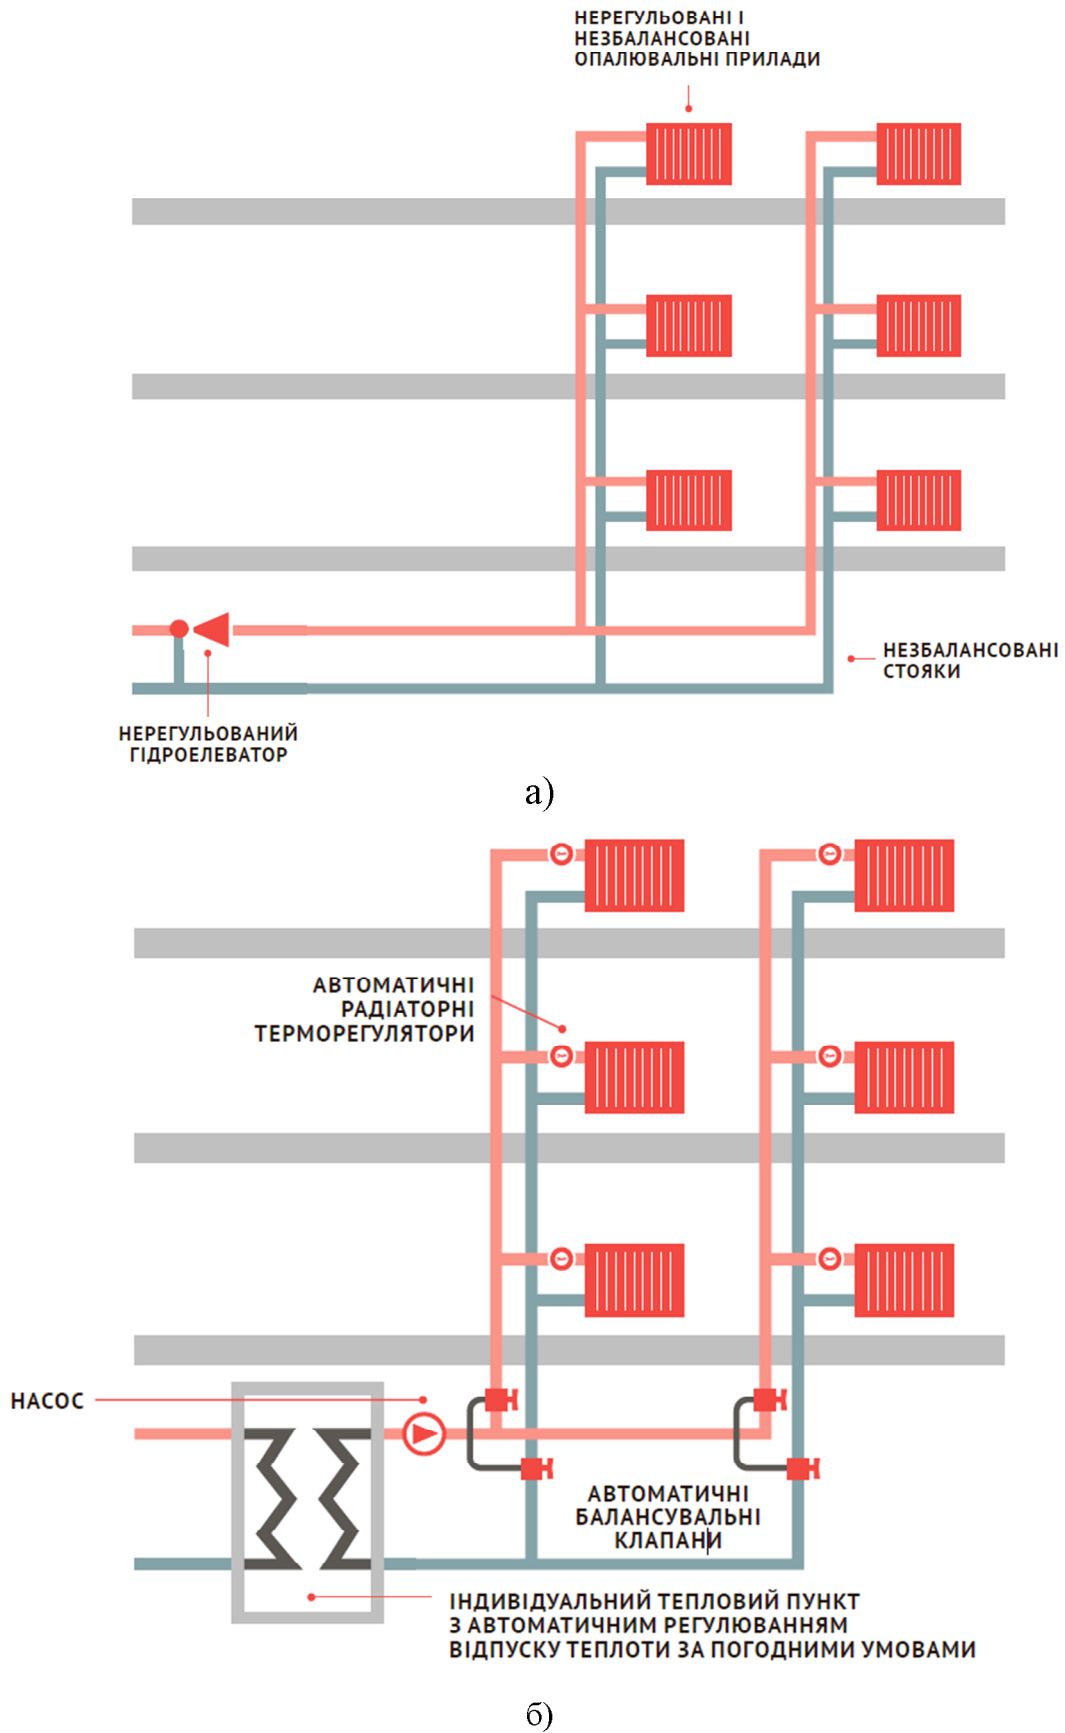 НЕРЕГУЛЬОВАНІ І
НЕЗБАЛАНСОВАНІ
ОПАЛЮВАЛЬНІ ПРИЛАДИ
НЕЗБАЛАНСОВАНІ
СТОЯКИ
НЕРЕГУЛЬОВАНИЙ
ГІДРОЕЛЕВАТОР
а)
АВТОМАТИЧНІ
РАДІАТОРНІ
ТЕРМОРЕГУЛЯТОРИ
НАСОС
АВТОМАТИЧНІ
БАЛАНСУВАЛЬНІ
КЛАПАНИ
ІНДИВІДУАЛЬНИЙ ТЕПЛОВИЙ ПУНКТ
З АВТОМАТИЧНИМ РЕГУЛЮВАННЯМ
ВІДПУСКУ ТЕПЛОТИ ЗА ПОГОДНИМИ УМОВАМИ
б)